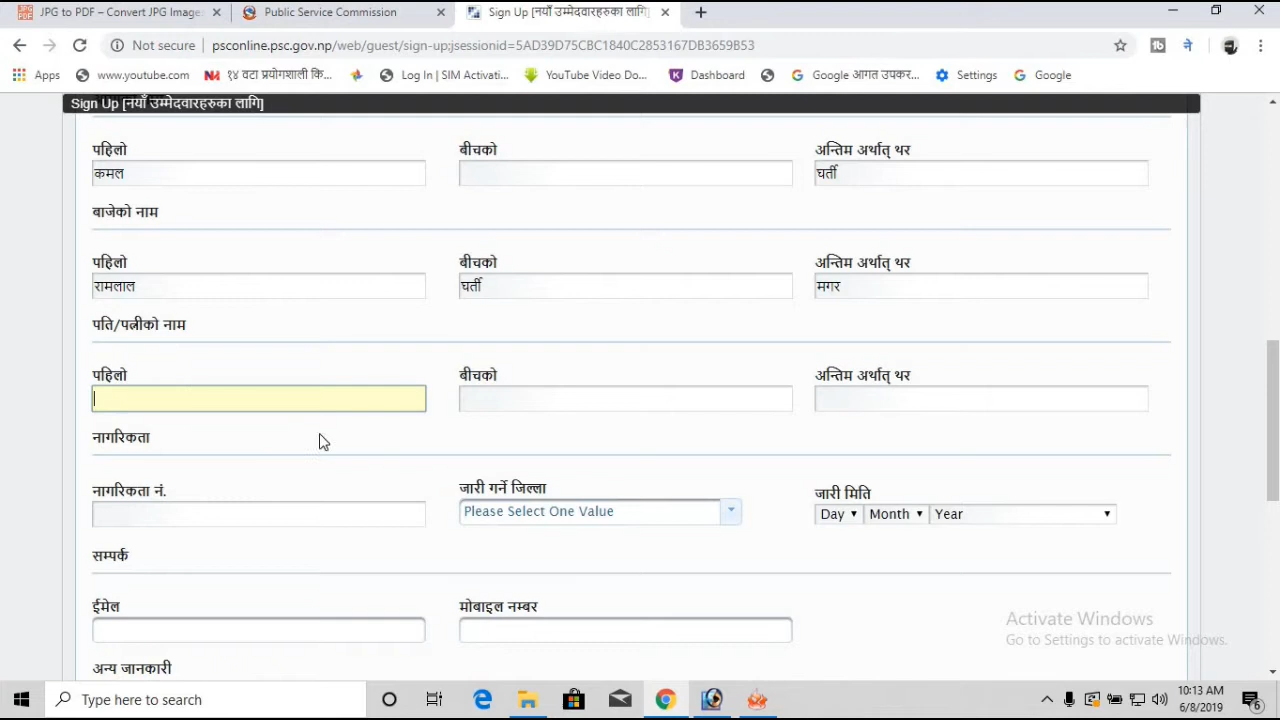 JPG to PDF – Convert JPG Images
Public Service Commission
Sign Up [नयाँ उम्मेदवारहरुका लागि]
Not secure | psconline.psc.gov.np/web/guest/sign-up;jsessionid=5AD39D75CBC1840C2853167DB3659B53
Apps www.youtube.com १४ वटा प्रयोगशाली कि... Log In | SIM Activati... YouTube Video Do... Dashboard Google आगत उपकर... Settings Google
Sign Up [नयाँ उम्मेदवारहरुका लागि]
पहिलो बीचको अन्तिम अर्थात् थर
कमल घर्ती
बाजेको नाम
पहिलो बीचको अन्तिम अर्थात् थर
रामलाल घर्ती मगर
पति/पत्नीको नाम
पहिलो बीचको अन्तिम अर्थात् थर
नागरिकता
नागरिकता नं. जारी गर्ने जिल्ला जारी मिति
Please Select One Value Day Month Year
सम्पर्क
ईमेल मोबाइल नम्बर
Activate Windows
Go to Settings to activate Windows.
अन्य जानकारी
Type here to search
10:13 AM
6/8/2019
6